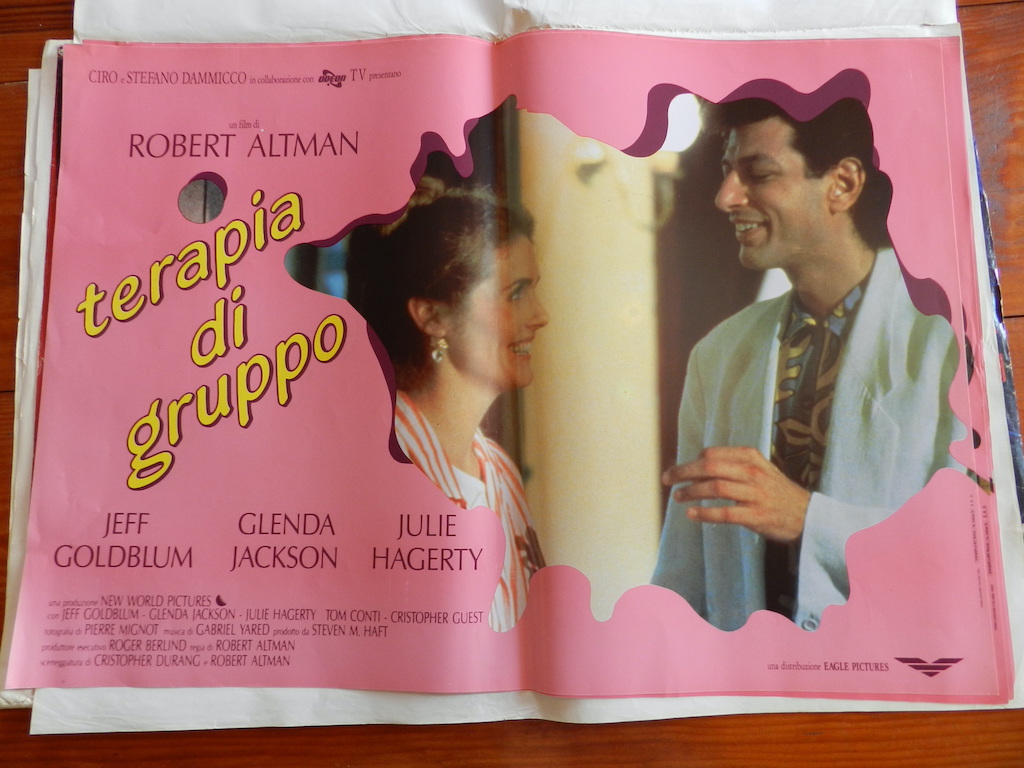 CIRO e STEFANO DAMMICCO in collaborazione con ODEON TV presentano
un film di
ROBERT ALTMAN
terapia
di
gruppo
JEFF GOLDBLUM
GLENDA JACKSON
JULIE HAGERTY
una produzione NEW WORLD PICTURES
con JEFF GOLDBLUM - GLENDA JACKSON - JULIE HAGERTY TOM CONTI - CRISTOPHER GUEST
fotografia di PIERRE MIGNOT musica di GABRIEL YARED prodotto da STEVEN M. HAFT
produttore esecutivo ROGER BERLIND regia di ROBERT ALTMAN
sceneggiatura di CRISTOPHER DURANG e ROBERT ALTMAN
una distribuzione EAGLE PICTURES